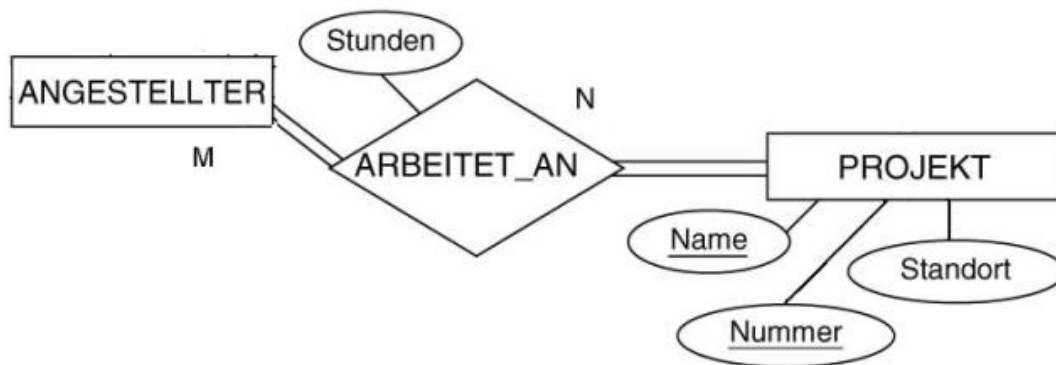 Stunden
ANGESTELLTER
N
M
ARBEITET_AN
PROJEKT
Name
Standort
Nummer